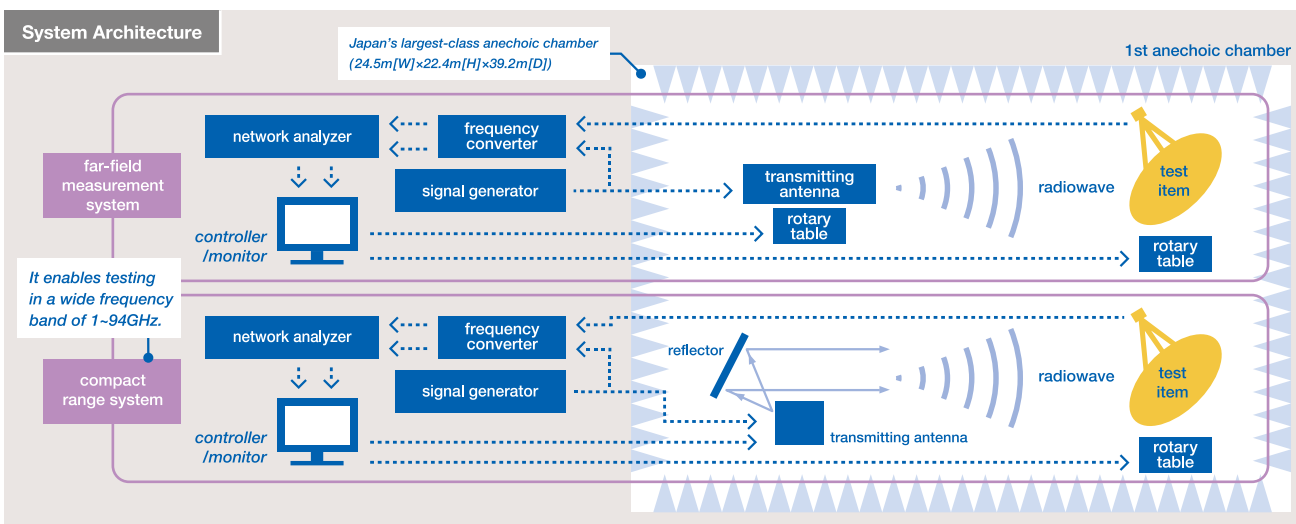 System Architecture
Japan's largest-class anechoic chamber
(24.5m[W]×22.4m[H]×39.2m[D])
1st anechoic chamber
far-field
measurement
system
network analyzer
frequency
converter
signal generator
controller
/monitor
transmitting
antenna
rotary
table
radiowave
test
item
rotary
table
It enables testing
in a wide frequency
band of 1~94GHz.
compact
range system
network analyzer
frequency
converter
signal generator
controller
/monitor
reflector
transmitting antenna
radiowave
test
item
rotary
table